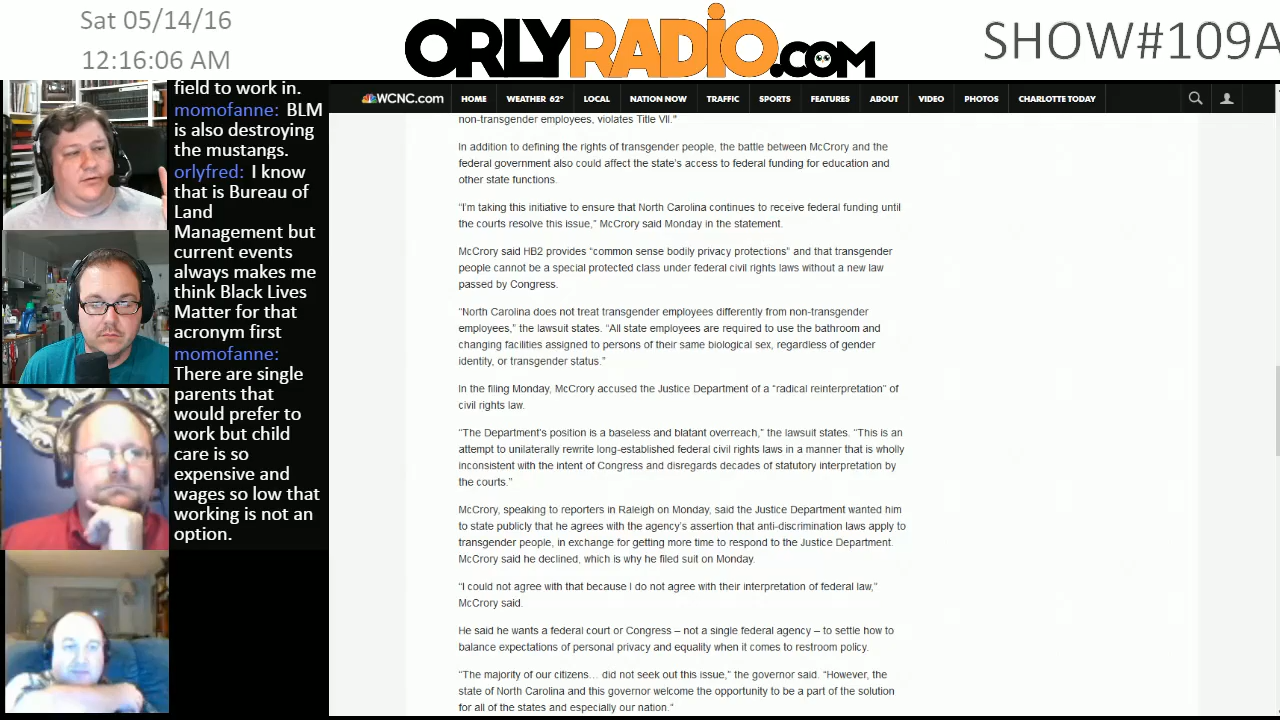 Sat 05/14/16
12:16:06 AM
ORLYRADiO.COM
SHOW#109A
field to work in.
momofanne: BLM
is also destroying
the mustangs.
orlyfred: I know
that is Bureau of
Land
Management but
current events
always makes me
think Black Lives
Matter for that
acronym first
momofanne:
There are single
parents that
would prefer to
work but child
care is so
expensive and
wages so low that
working is not an
option.
WCNC.com HOME WEATHER 62° LOCAL NATION NOW TRAFFIC SPORTS FEATURES ABOUT VIDEO PHOTOS CHARLOTTE TODAY
non-transgender employees, violates Title VII."
In addition to defining the rights of transgender people, the battle between McCrory and the
federal government also could affect the state's access to federal funding for education and
other state functions.
“I'm taking this initiative to ensure that North Carolina continues to receive federal funding until
the courts resolve this issue,” McCrory said Monday in the statement.
McCrory said HB2 provides “common sense bodily privacy protections” and that transgender
people cannot be a special protected class under federal civil rights laws without a new law
passed by Congress.
“North Carolina does not treat transgender employees differently from non-transgender
employees,” the lawsuit states. “All state employees are required to use the bathroom and
changing facilities assigned to persons of their same biological sex, regardless of gender
identity, or transgender status.”
In the filing Monday, McCrory accused the Justice Department of a “radical reinterpretation” of
civil rights law.
“The Department's position is a baseless and blatant overreach,” the lawsuit states. “This is an
attempt to unilaterally rewrite long-established federal civil rights laws in a manner that is wholly
inconsistent with the intent of Congress and disregards decades of statutory interpretation by
the courts.”
McCrory, speaking to reporters in Raleigh on Monday, said the Justice Department wanted him
to state publicly that he agrees with the agency's assertion that anti-discrimination laws apply to
transgender people, in exchange for getting more time to respond to the Justice Department.
McCrory said he declined, which is why he filed suit on Monday.
“I could not agree with that because I do not agree with their interpretation of federal law,”
McCrory said.
He said he wants a federal court or Congress – not a single federal agency – to settle how to
balance expectations of personal privacy and equality when it comes to restroom policy.
“The majority of our citizens… did not seek out this issue,” the governor said. “However, the
state of North Carolina and this governor welcome the opportunity to be a part of the solution
for all of the states and especially our nation.”